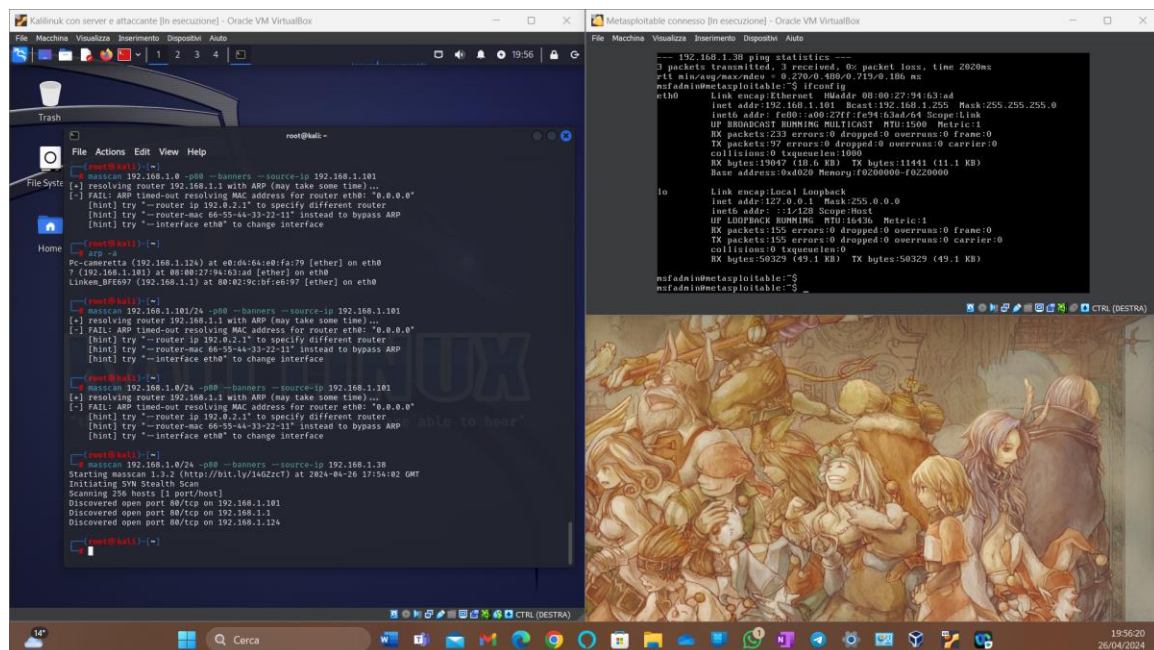 Kalilinuk con server e attaccante [In esecuzione] - Oracle VM VirtualBox
File Macchina Visualizza Inserimento Dispositivi Aiuto
1 2 3 4
19:56
Trash
File Syste
Home
root@kali: ~
File Actions Edit View Help
(root㉿kali)-[~]
# masscan 192.168.1.0 -p80 --banners --source-ip 192.168.1.101
[+] resolving router 192.168.1.1 with ARP (may take some time)...
[-] FAIL: ARP timed-out resolving MAC address for router eth0: "0.0.0.0"
[hint] try "--router ip 192.0.2.1" to specify different router
[hint] try "--router-mac 66-55-44-33-22-11" instead to bypass ARP
[hint] try "--interface eth0" to change interface
(root㉿kali)-[~]
# arp -a
Pc-cameretta (192.168.1.124) at e0:d4:64:e0:fa:79 [ether] on eth0
? (192.168.1.101) at 08:00:27:94:63:ad [ether] on eth0
Linkem_BFE697 (192.168.1.1) at 80:02:9c:bf:e6:97 [ether] on eth0
(root㉿kali)-[~]
# masscan 192.168.1.101/24 -p80 --banners --source-ip 192.168.1.101
[+] resolving router 192.168.1.1 with ARP (may take some time)...
[-] FAIL: ARP timed-out resolving MAC address for router eth0: "0.0.0.0"
[hint] try "--router ip 192.0.2.1" to specify different router
[hint] try "--router-mac 66-55-44-33-22-11" instead to bypass ARP
[hint] try "--interface eth0" to change interface
(root㉿kali)-[~]
# masscan 192.168.1.0/24 -p80 --banners --source-ip 192.168.1.101
[+] resolving router 192.168.1.1 with ARP (may take some time)...
[-] FAIL: ARP timed-out resolving MAC address for router eth0: "0.0.0.0"
[hint] try "--router ip 192.0.2.1" to specify different router
[hint] try "--router-mac 66-55-44-33-22-11" instead to bypass ARP
[hint] try "--interface eth0" to change interface
(root㉿kali)-[~]
# masscan 192.168.1.0/24 -p80 --banners --source-ip 192.168.1.38
Starting masscan 1.3.2 (http://bit.ly/14GZzcT) at 2024-04-26 17:54:02 GMT
Initiating SYN Stealth Scan
Scanning 256 hosts [1 port/host]
Discovered open port 80/tcp on 192.168.1.101
Discovered open port 80/tcp on 192.168.1.1
Discovered open port 80/tcp on 192.168.1.124
(root㉿kali)-[~]
#
able to hear"
CTRL (DESTRA)
Metasploitable connesso [In esecuzione] - Oracle VM VirtualBox
File Macchina Visualizza Inserimento Dispositivi Aiuto
--- 192.168.1.38 ping statistics ---
3 packets transmitted, 3 received, 0% packet loss, time 2020ms
rtt min/avg/max/mdev = 0.270/0.480/0.719/0.186 ms
msfadmin@metasploitable:~$ ifconfig
eth0 Link encap:Ethernet HWaddr 08:00:27:94:63:ad
inet addr:192.168.1.101 Bcast:192.168.1.255 Mask:255.255.255.0
inet6 addr: fe80::a00:27ff:fe94:63ad/64 Scope:Link
UP BROADCAST RUNNING MULTICAST MTU:1500 Metric:1
RX packets:233 errors:0 dropped:0 overruns:0 frame:0
TX packets:97 errors:0 dropped:0 overruns:0 carrier:0
collisions:0 txqueuelen:1000
RX bytes:19047 (18.6 KB) TX bytes:11441 (11.1 KB)
Base address:0xd020 Memory:f0200000-f0220000
lo Link encap:Local Loopback
inet addr:127.0.0.1 Mask:255.0.0.0
inet6 addr: ::1/128 Scope:Host
UP LOOPBACK RUNNING MTU:16436 Metric:1
RX packets:155 errors:0 dropped:0 overruns:0 frame:0
TX packets:155 errors:0 dropped:0 overruns:0 carrier:0
collisions:0 txqueuelen:0
RX bytes:50329 (49.1 KB) TX bytes:50329 (49.1 KB)
msfadmin@metasploitable:~$
msfadmin@metasploitable:~$ _
CTRL (DESTRA)
14°
Cerca
19:56:20
26/04/2024